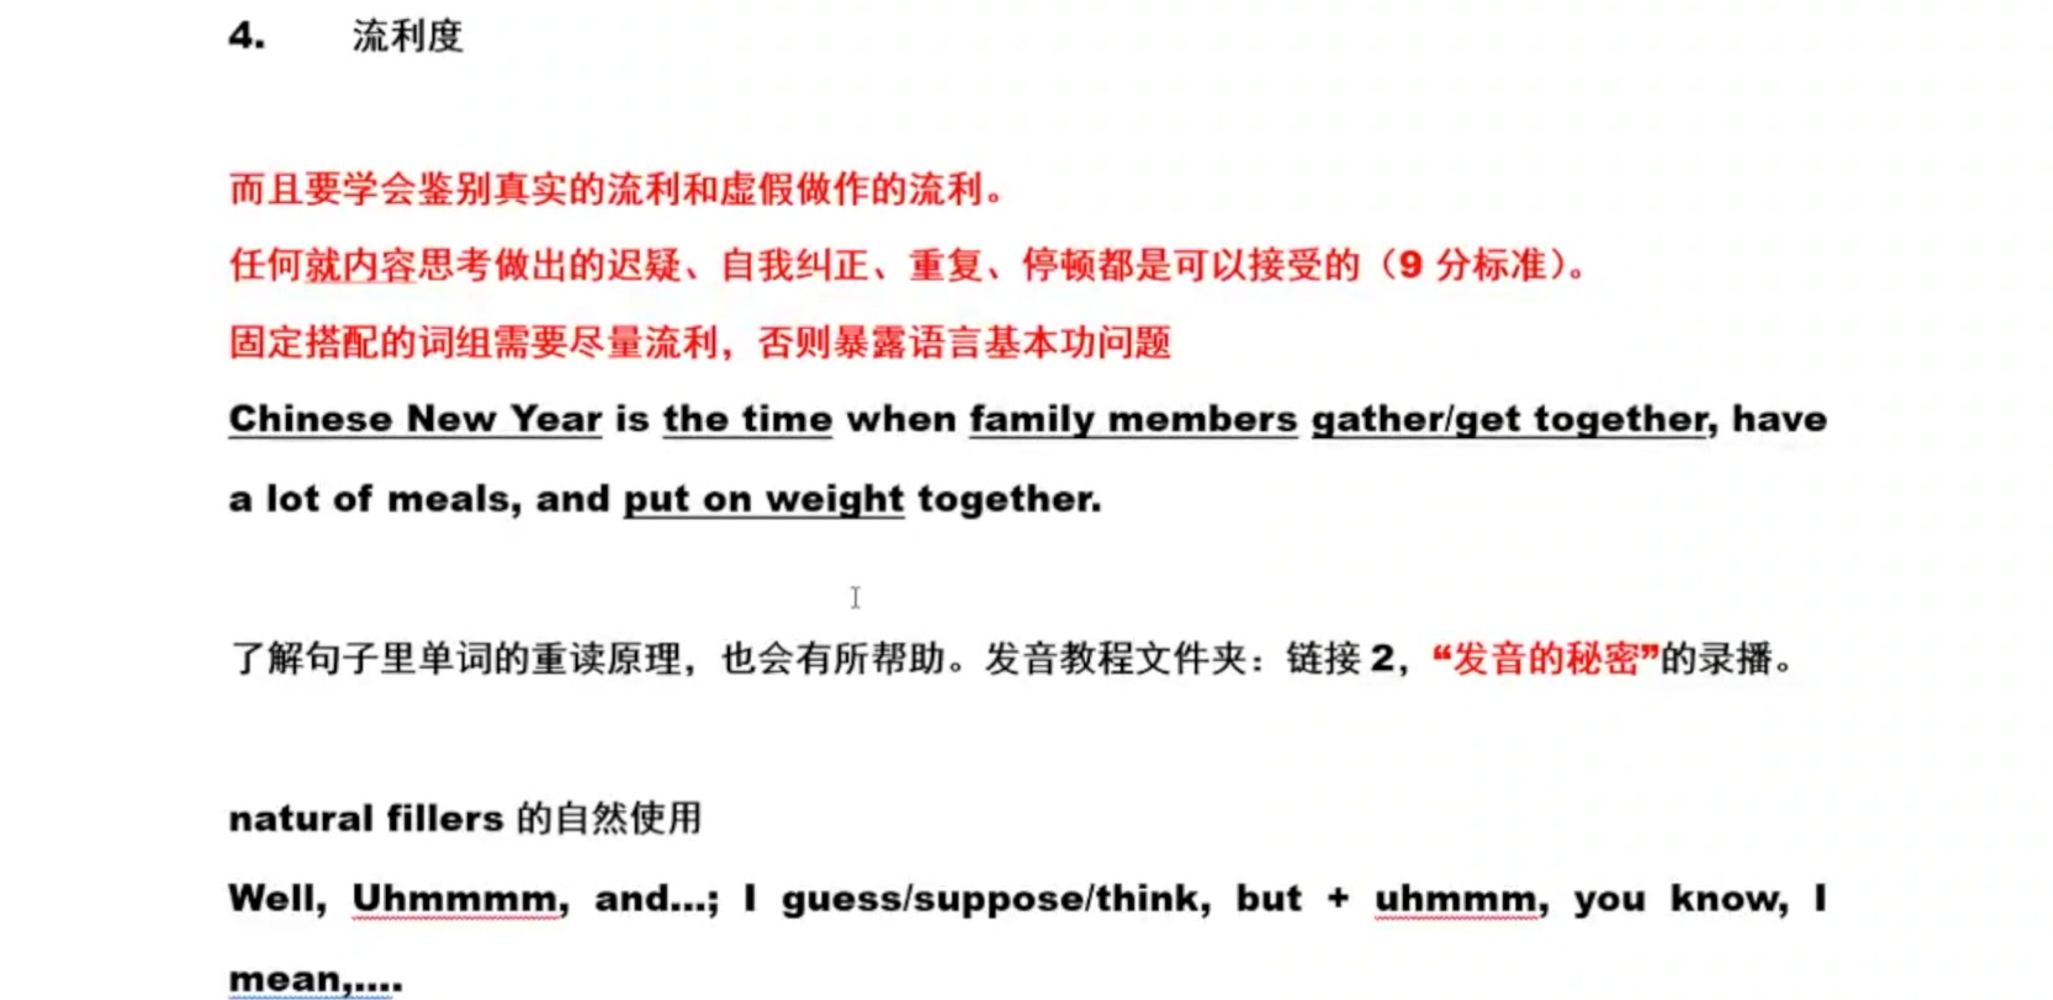 4. 流利度
而且要学会鉴别真实的流利和虚假做作的流利。
任何就内容思考做出的迟疑、自我纠正、重复、停顿都是可以接受的（9 分标准）。
固定搭配的词组需要尽量流利，否则暴露语言基本功问题
Chinese New Year is the time when family members gather/get together, have
a lot of meals, and put on weight together.
了解句子里单词的重读原理，也会有所帮助。发音教程文件夹：链接 2，“发音的秘密”的录播。
natural fillers 的自然使用
Well, Uhmmmm, and...; I guess/suppose/think, but + uhmmm, you know, I
mean,....